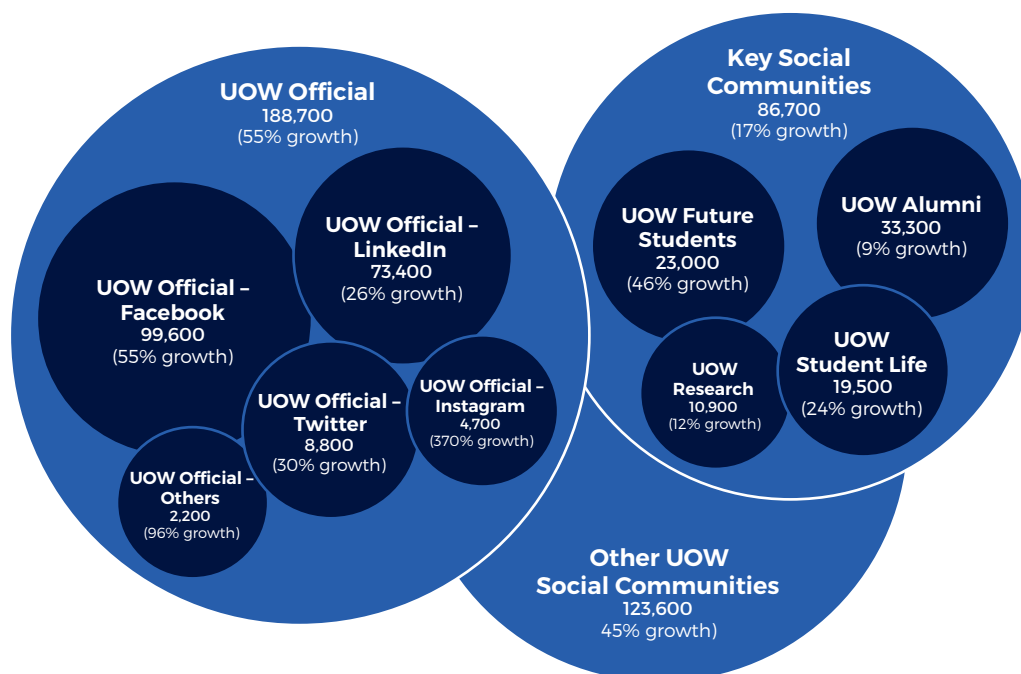 UOW Official
188,700
(55% growth)
UOW Official –
Facebook
99,600
(55% growth)
UOW Official –
LinkedIn
73,400
(26% growth)
UOW Official –
Twitter
8,800
(30% growth)
UOW Official –
Instagram
4,700
(370% growth)
UOW Official –
Others
2,200
(96% growth)
Key Social
Communities
86,700
(17% growth)
UOW Future
Students
23,000
(46% growth)
UOW Alumni
33,300
(9% growth)
UOW
Research
10,900
(12% growth)
UOW
Student Life
19,500
(24% growth)
Other UOW
Social Communities
123,600
45% growth)